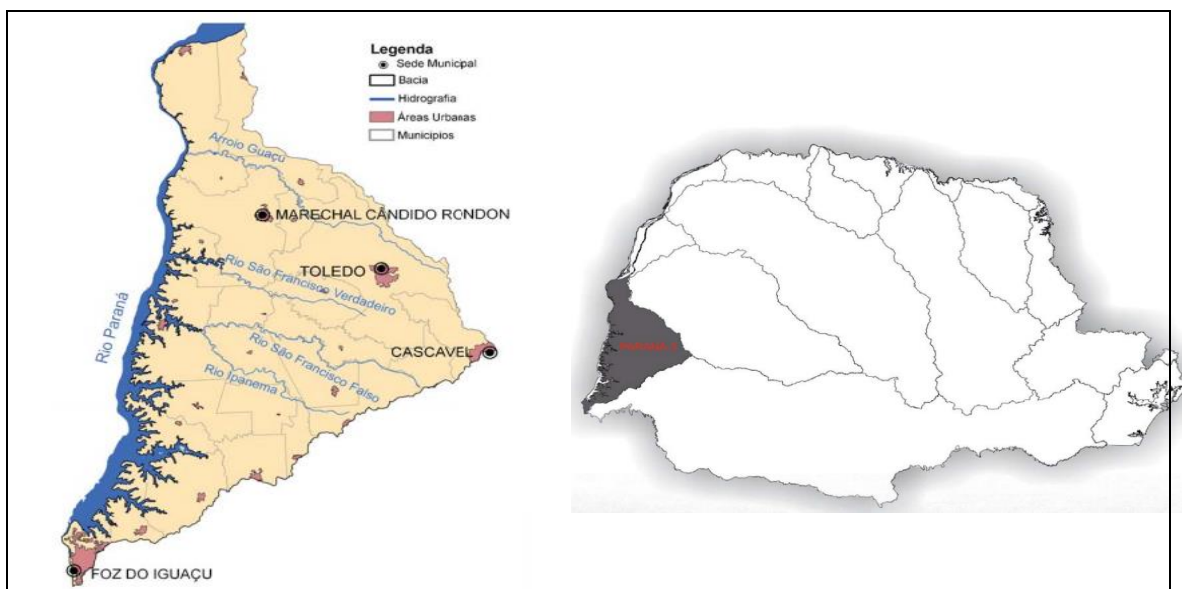 Legenda
Sede Municipal
Bacia
Hidrografia
Áreas Urbanas
Municípios
Arroio Guaçu
MARECHAL CÂNDIDO RONDON
TOLEDO
Rio São Francisco Verdadeiro
Rio Paraná
CASCAVEL
Rio São Francisco Falso
Rio Ipanema
FOZ DO IGUAÇU